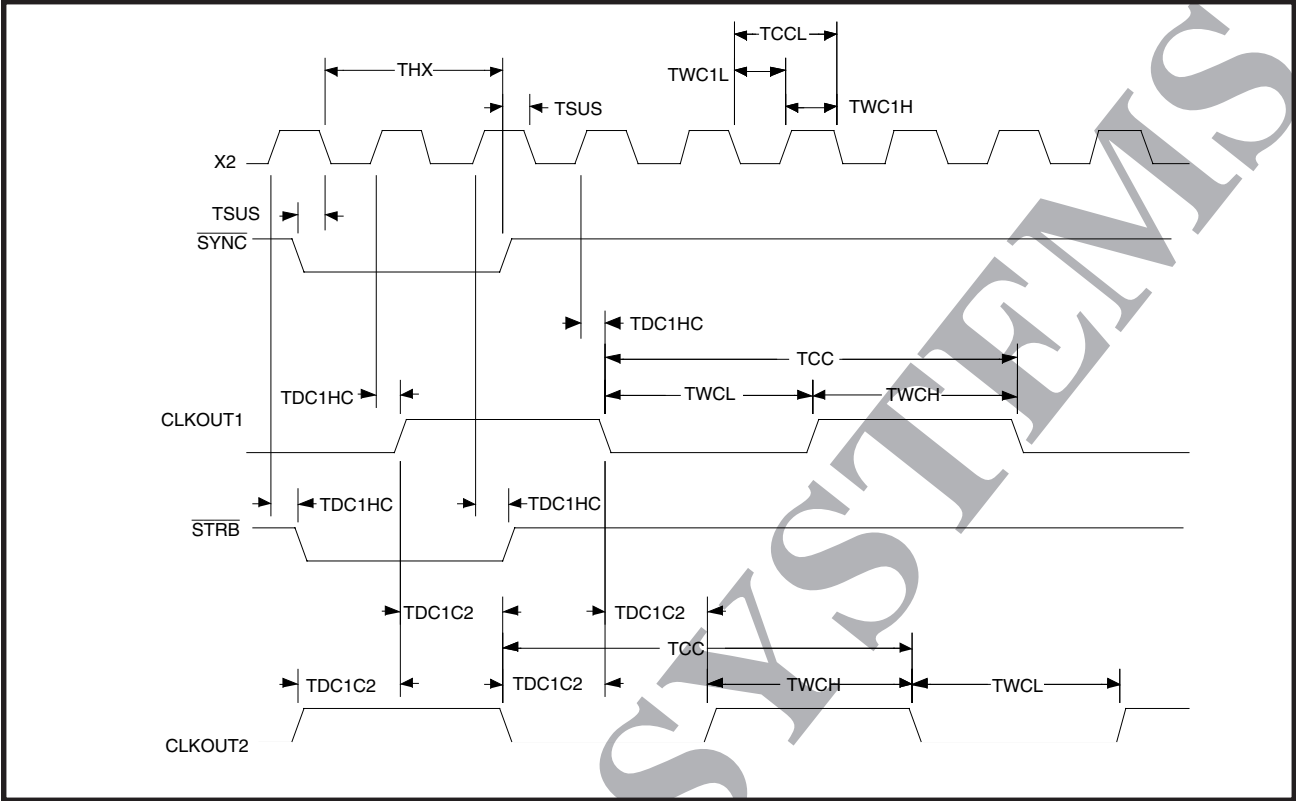 TCCL
THX
TWC1L
TSUS
TWC1H
X2
TSUS
SYNC
TDC1HC
TCC
TDC1HC
TWCL
TWCH
CLKOUT1
TDC1HC
TDC1HC
STRB
TDC1C2
TDC1C2
TCC
TDC1C2
TDC1C2
TWCH
TWCL
CLKOUT2
SYSTEMS